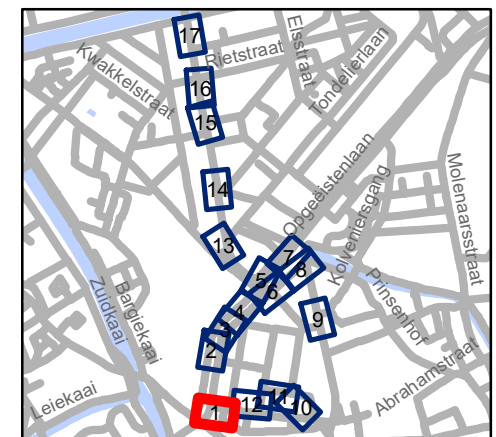 17
Kwakkelstraat
Rietstraat
Elsstraat
Tondelierlaan
16
15
14
Opgeëistenlaan
Kolveniersgang
Molenaarsstraat
13
7
8
5
6
4
3
9
2
Prinsenhof
Zuidkaai
Bargiekaai
Leiekaai
1
12
11
10
Abrahamstraat